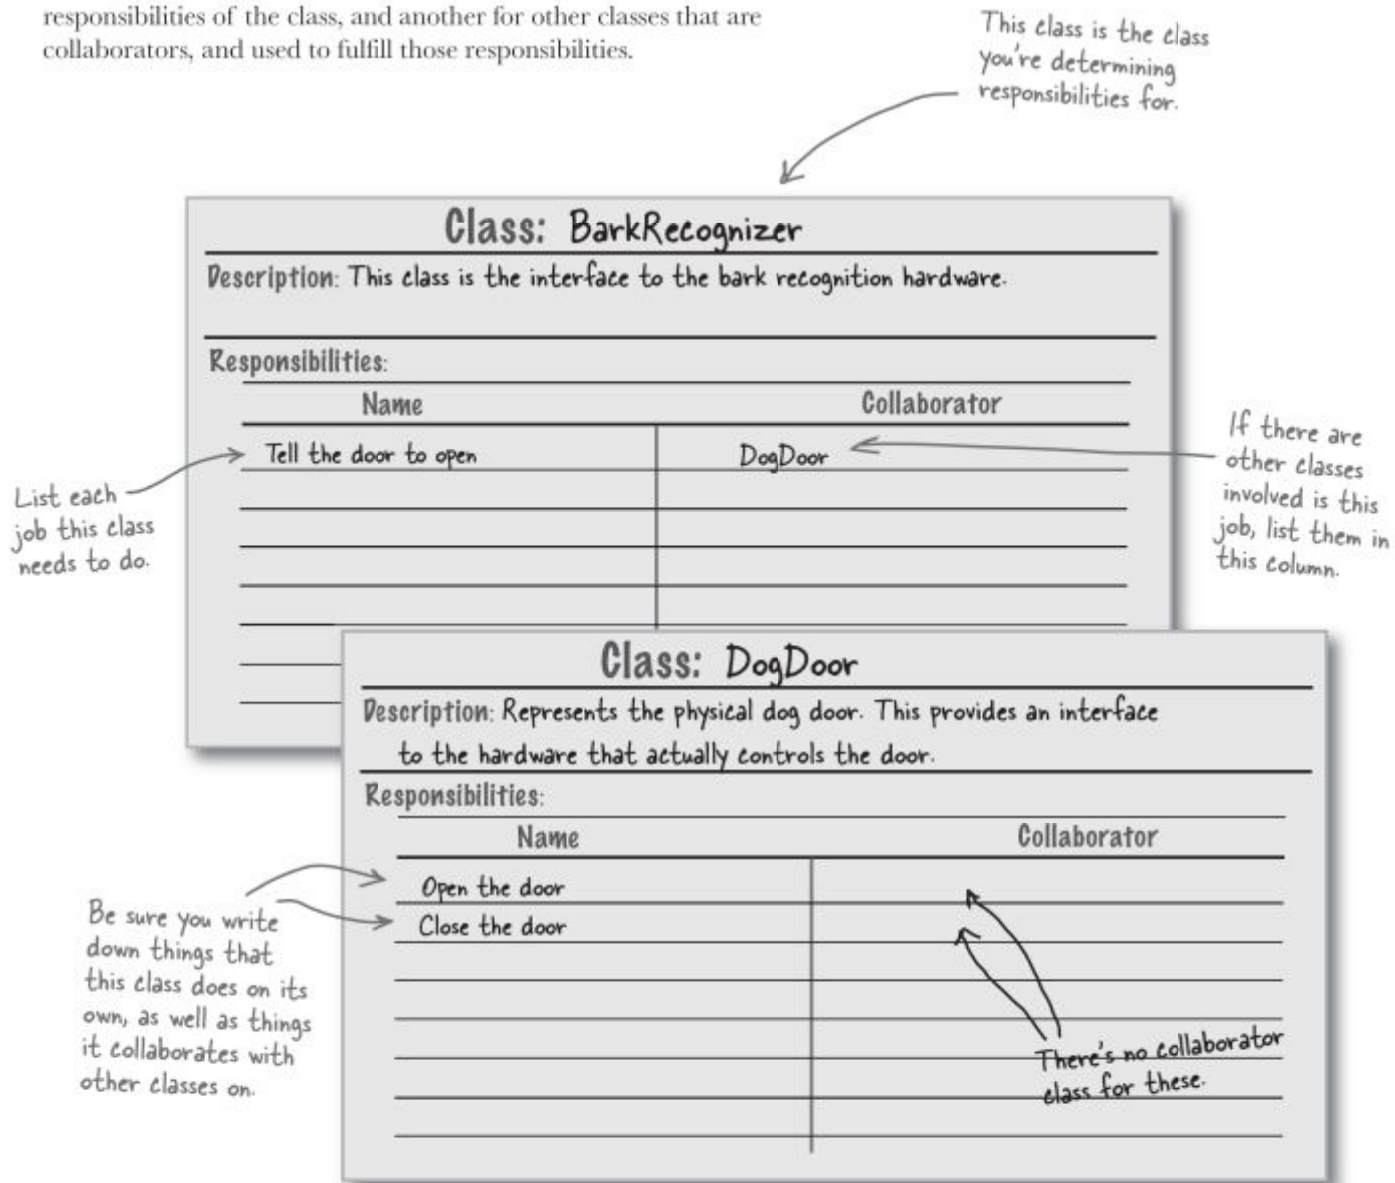 responsibilities of the class, and another for other classes that are
collaborators, and used to fulfill those responsibilities.
This class is the class
you're determining
responsibilities for.
Class: BarkRecognizer
Description: This class is the interface to the bark recognition hardware.
Responsibilities:
Name Collaborator
Tell the door to open DogDoor
List each
job this class
needs to do.
If there are
other classes
involved is this
job, list them in
this column.
Class: DogDoor
Description: Represents the physical dog door. This provides an interface
to the hardware that actually controls the door.
Responsibilities:
Name Collaborator
Open the door
Close the door
Be sure you write
down things that
this class does on its
own, as well as things
it collaborates with
other classes on.
There's no collaborator
class for these.